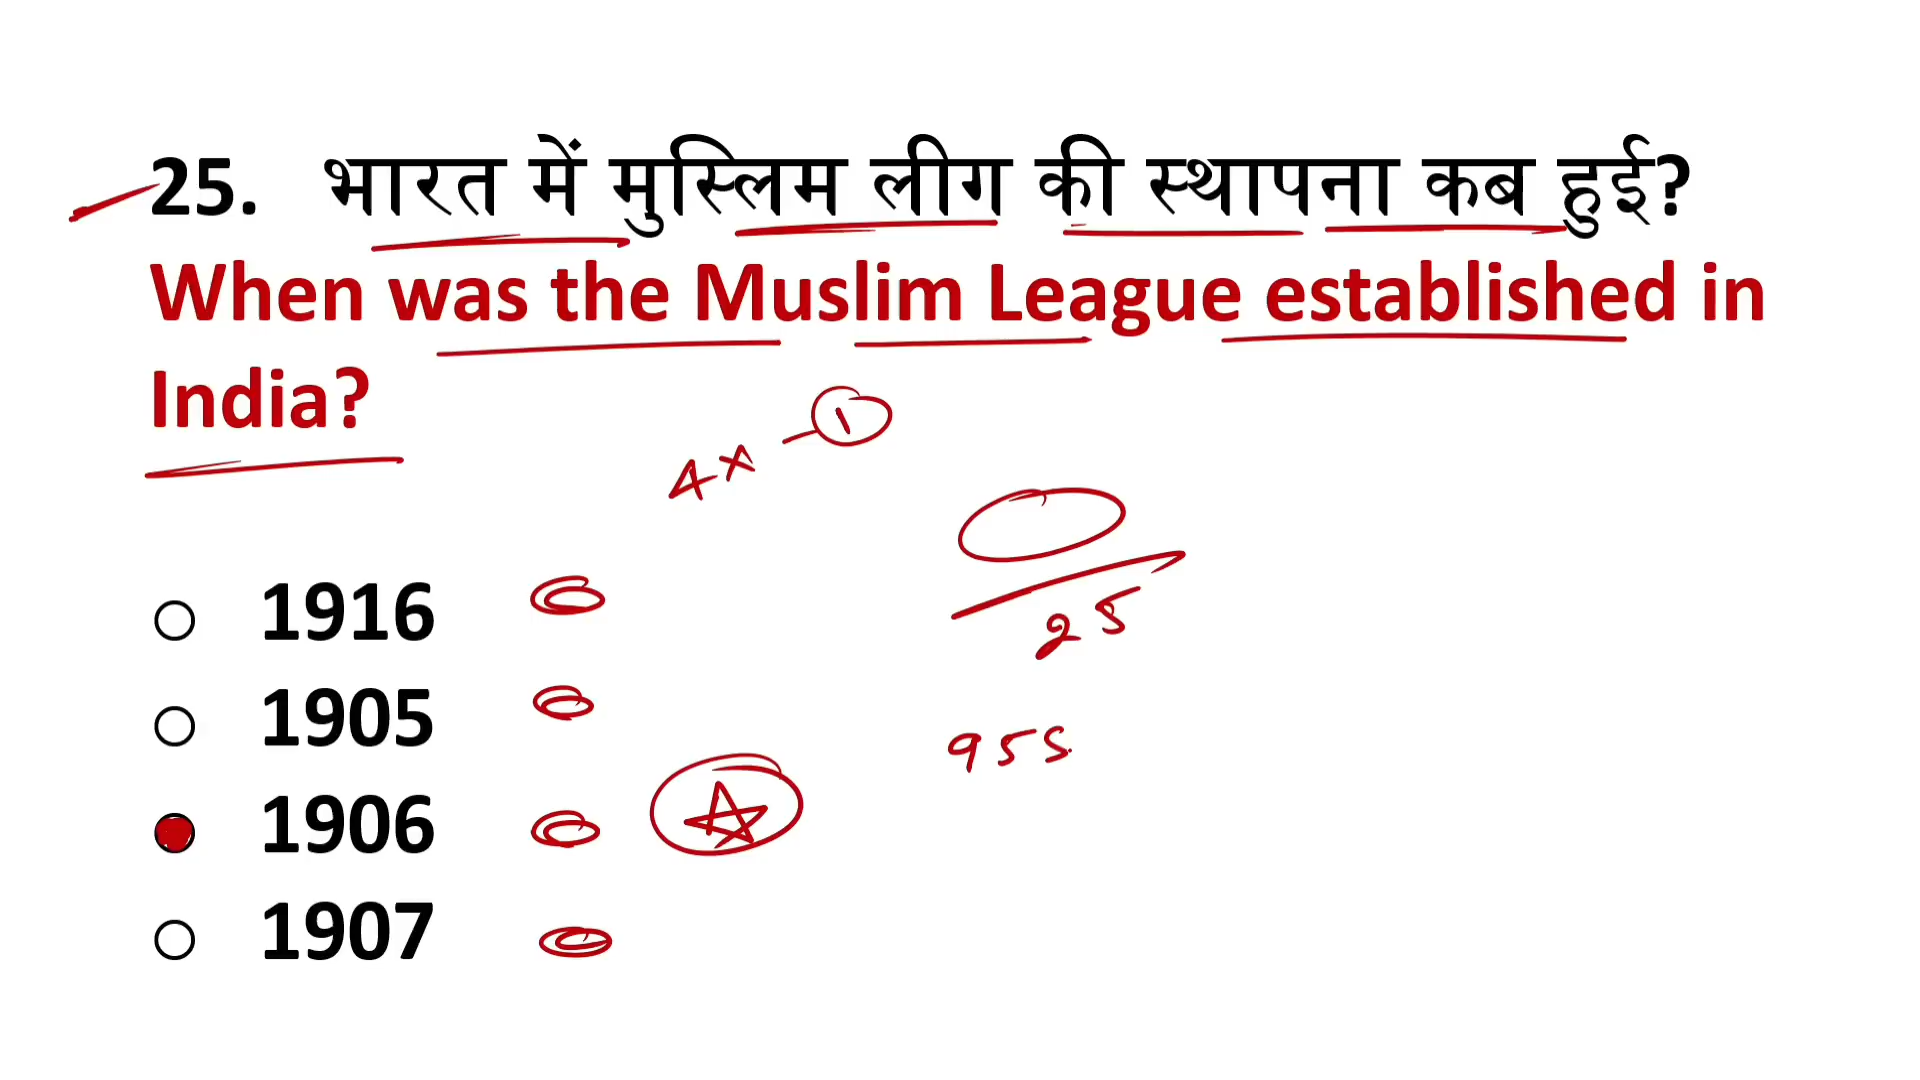 25. भारत में मुस्लिम लीग की स्थापना कब हुई?
When was the Muslim League established in
India?
4x - 1
25
1916
1905
955
1906
1907